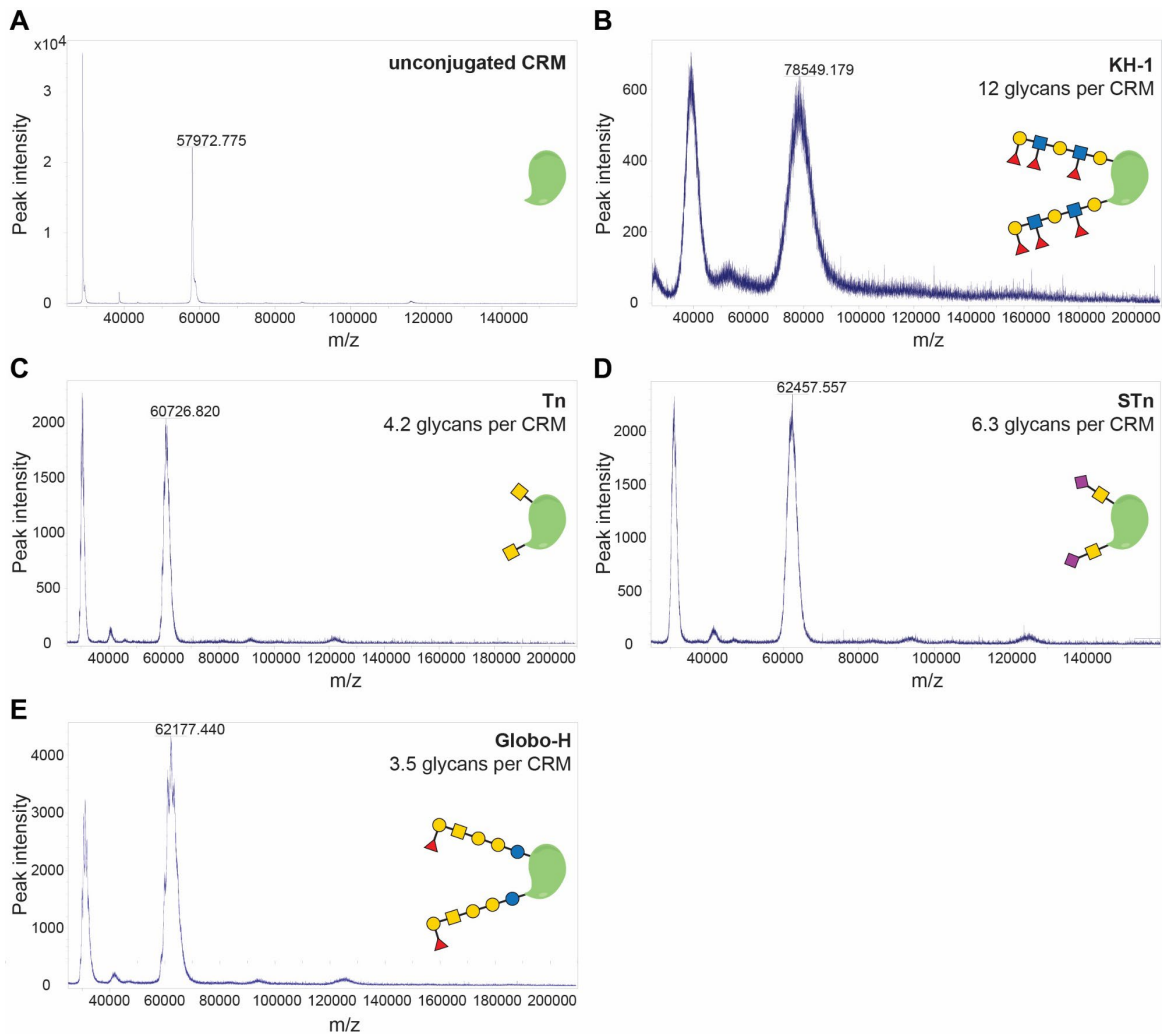 A
x10⁴
unconjugated CRM
3
57972.775
2
1
0
Peak intensity
40000 60000 80000 100000 120000 140000
m/z
B
78549.179
KH-1
12 glycans per CRM
600
400
200
0
Peak intensity
40000 60000 80000 100000 120000 140000 160000 180000 200000
m/z
C
Tn
4.2 glycans per CRM
60726.820
2000
1500
1000
500
0
Peak intensity
40000 60000 80000 100000 120000 140000 160000 180000 200000
m/z
D
62457.557
STn
6.3 glycans per CRM
2000
1500
1000
500
0
Peak intensity
40000 60000 80000 100000 120000 140000
m/z
E
62177.440
Globo-H
3.5 glycans per CRM
4000
3000
2000
1000
0
Peak intensity
40000 60000 80000 100000 120000 140000 160000 180000 200000
m/z